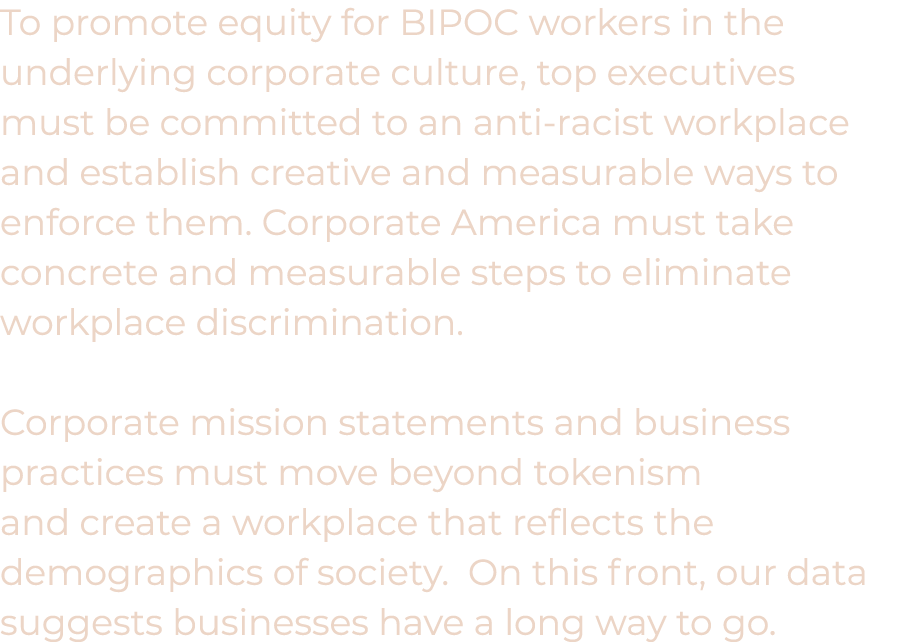 To promote equity for BIPOC workers in the
underlying corporate culture, top executives
must be committed to an anti-racist workplace
and establish creative and measurable ways to
enforce them. Corporate America must take
concrete and measurable steps to eliminate
workplace discrimination.
Corporate mission statements and business
practices must move beyond tokenism
and create a workplace that reflects the
demographics of society.  On this front, our data
suggests businesses have a long way to go.